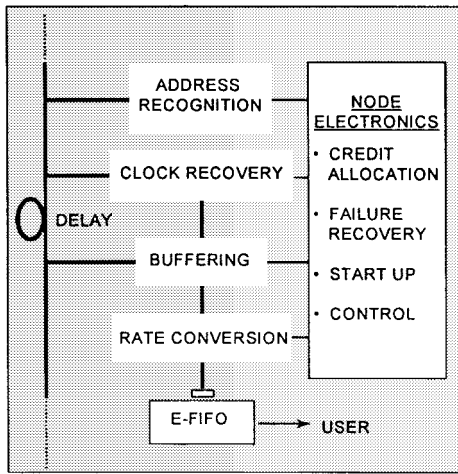 ADDRESS
RECOGNITION
NODE
ELECTRONICS
• CREDIT
ALLOCATION
CLOCK RECOVERY
DELAY
• FAILURE
RECOVERY
BUFFERING
• START UP
• CONTROL
RATE CONVERSION
E-FIFO
USER